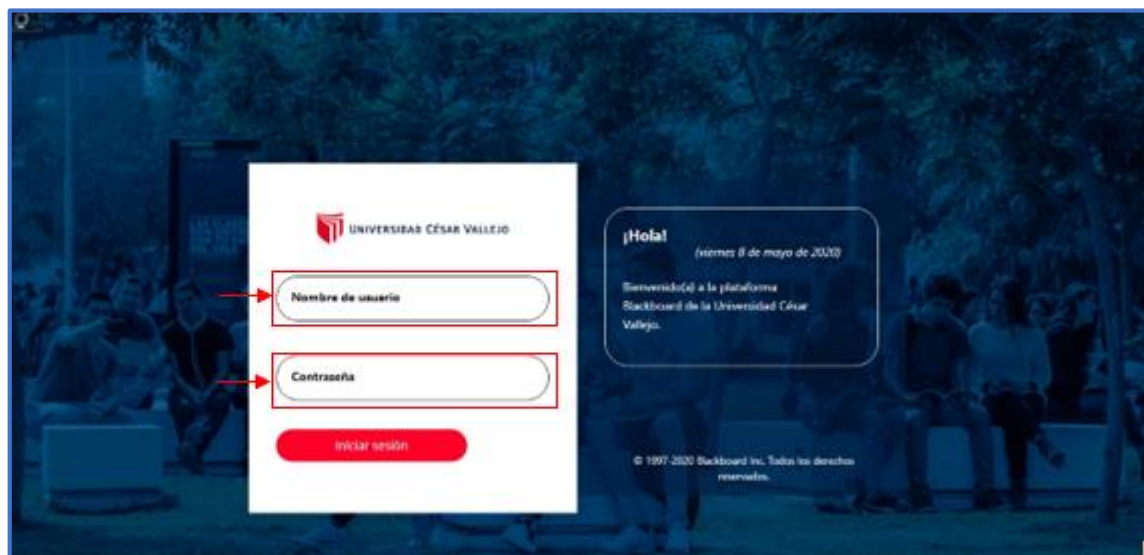 UNIVERSIDAD CÉSAR VALLEJO
Nombre de usuario
Contraseña
Iniciar sesión
¡Hola!
(viernes 8 de mayo de 2020)
Bienvenido(a) a la plataforma
Blackboard de la Universidad César
Vallejo.
© 1997-2020 Blackboard Inc. Todos los derechos
reservados.